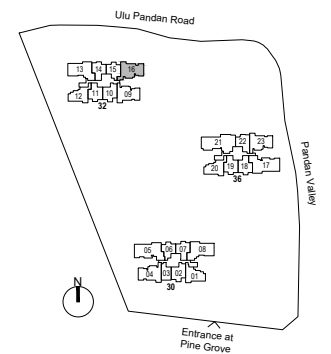 Ulu Pandan Road
13 14 15 16
12 11 10 09
32
21 22 23
20 19 18 17
36
Pandan Valley
05 06 07 08
04 03 02 01
30
N
Entrance at
Pine Grove